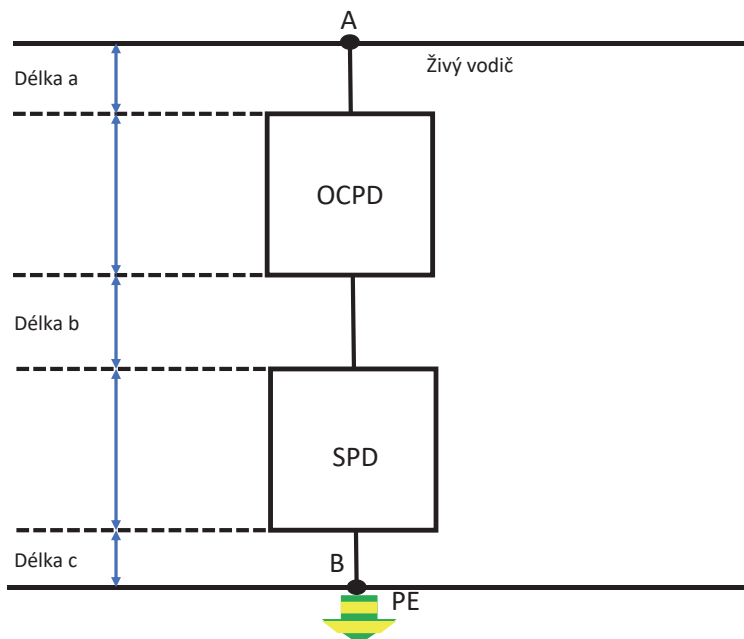 A
Živý vodič
Délka a
OCPD
Délka b
SPD
Délka c
B
PE